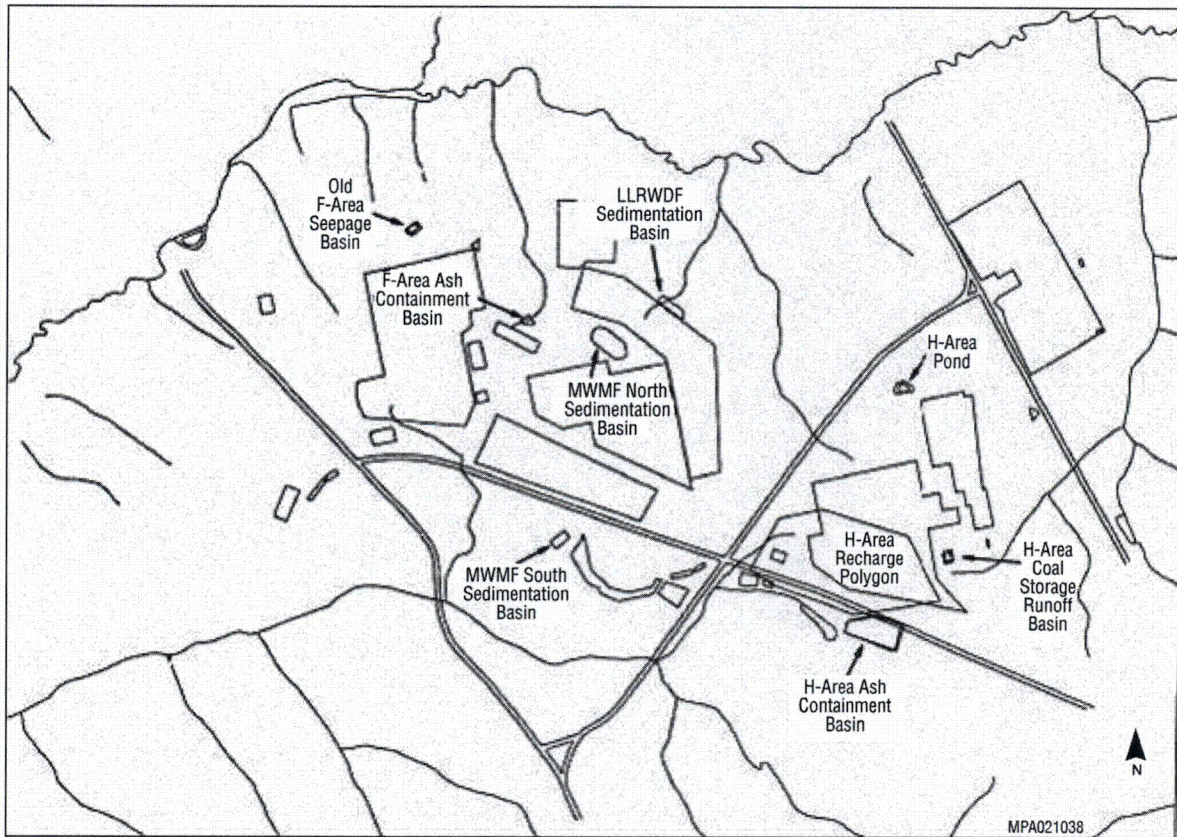 Old
F-Area
Seepage
Basin
LLRWDF
Sedimentation
Basin
F-Area Ash
Containment
Basin
H-Area
Pond
MWMF North
Sedimentation
Basin
MWMF South
Sedimentation
Basin
H-Area
Recharge
Polygon
H-Area
Coal
Storage
Runoff
Basin
H-Area Ash
Containment
Basin
N
MPA021038